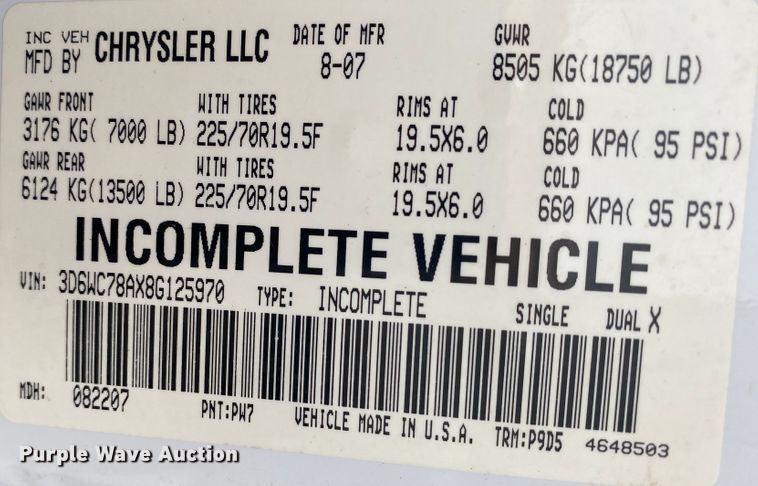 INC VEH MFD BY CHRYSLER LLC DATE OF MFR 8-07 GVWR 8505 KG(18750 LB)
GAWR FRONT WITH TIRES RIMS AT COLD
3176 KG( 7000 LB) 225/70R19.5F 19.5X6.0 660 KPA( 95 PSI)
GAWR REAR WITH TIRES RIMS AT COLD
6124 KG(13500 LB) 225/70R19.5F 19.5X6.0 660 KPA( 95 PSI)
INCOMPLETE VEHICLE
VIN: 3D6WC78AX8G125970 TYPE: INCOMPLETE SINGLE DUAL X
MDH: 082207 PNT:PW7 VEHICLE MADE IN U.S.A. TRM:P9D5 4648503
Purple Wave Auction